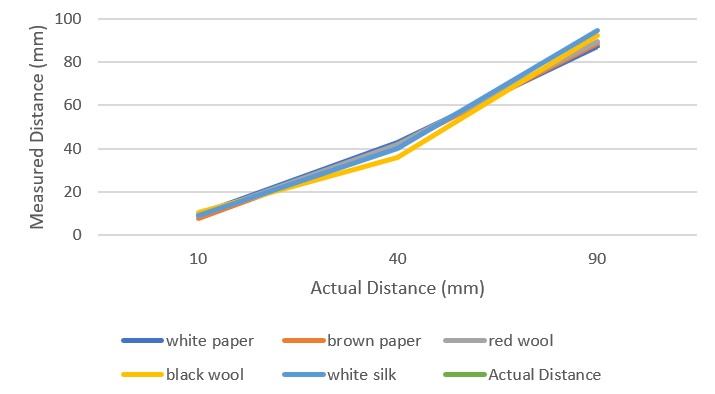 100
80
60
40
20
0
Measured Distance (mm)
10 40 90
Actual Distance (mm)
white paper brown paper red wool
black wool white silk Actual Distance